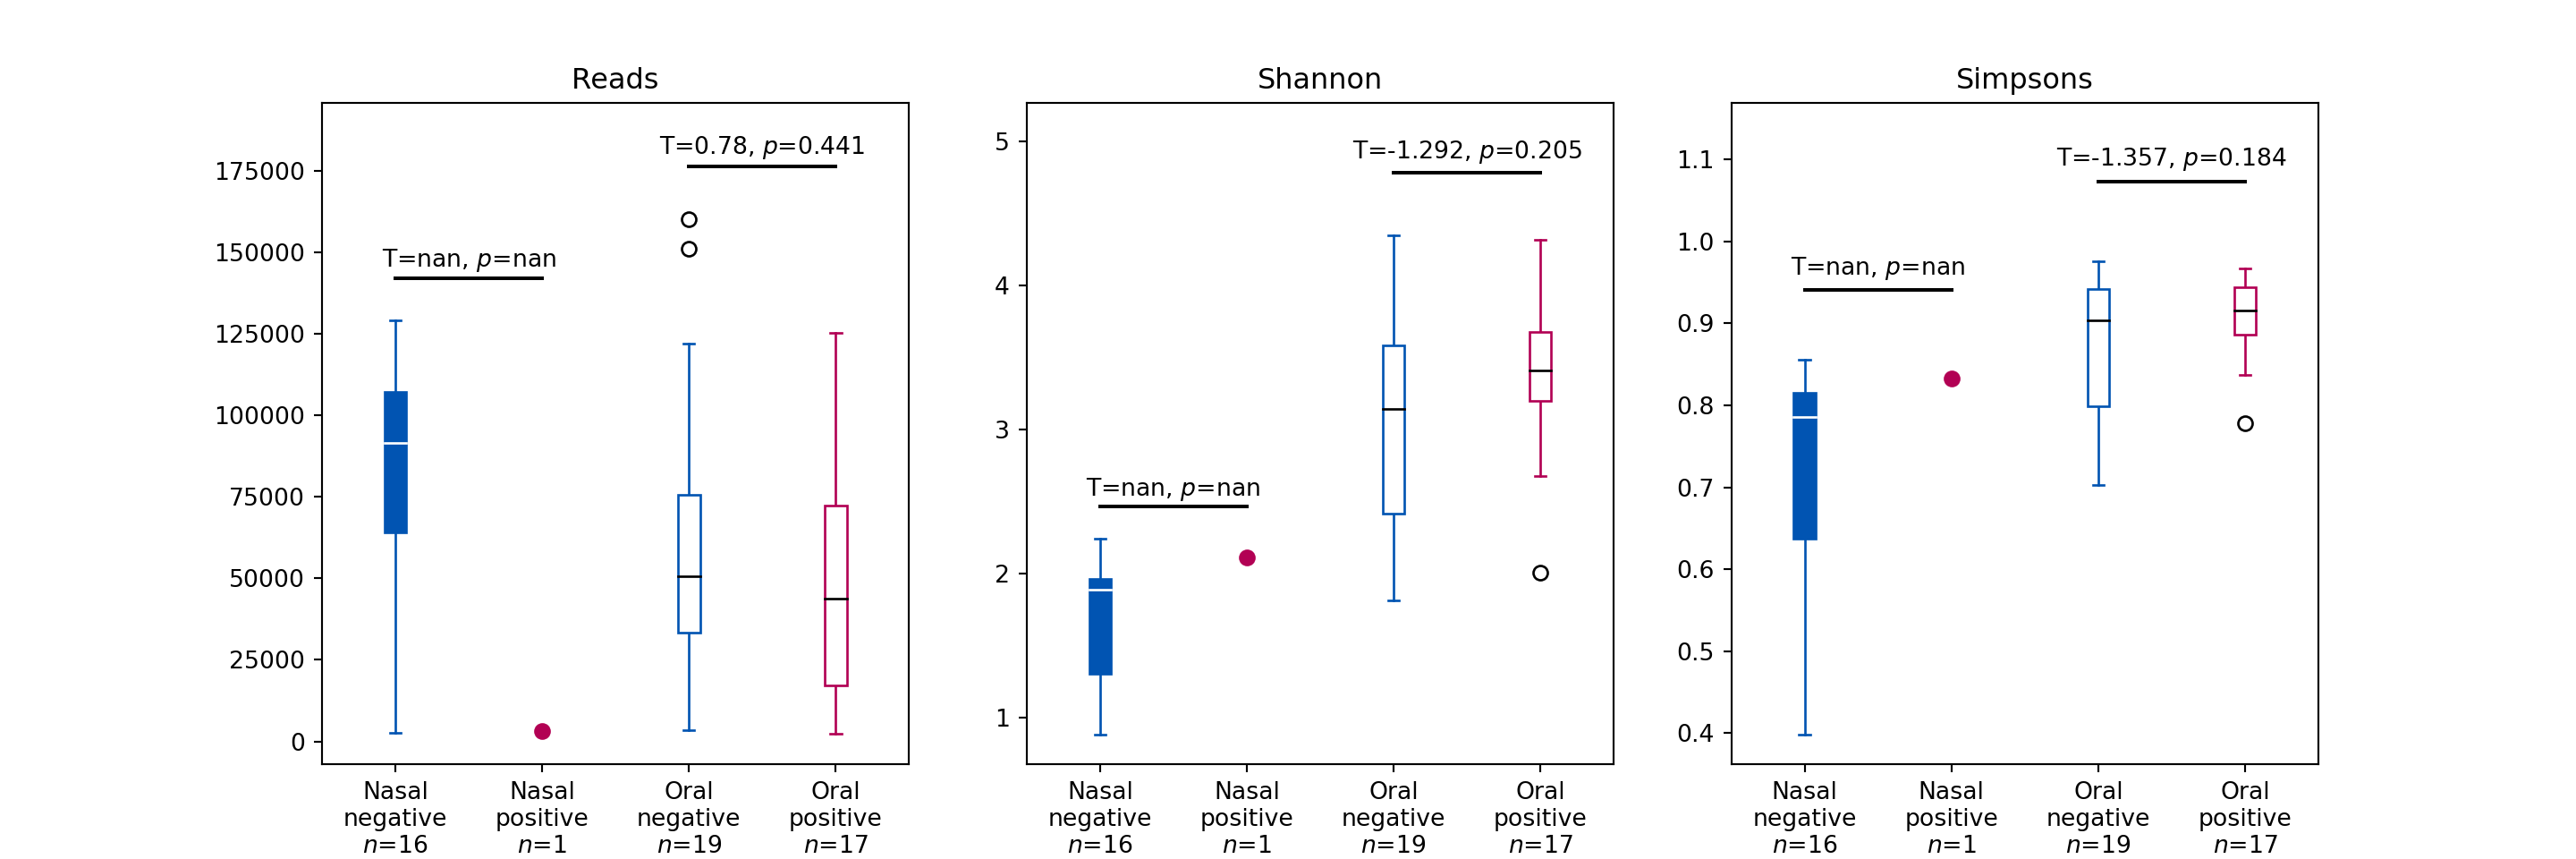 Reads
T=0.78, p=0.441
T=nan, p=nan
175000
150000
125000
100000
75000
50000
25000
0
Nasal
negative
n=16
Nasal
positive
n=1
Oral
negative
n=19
Oral
positive
n=17
Shannon
T=-1.292, p=0.205
T=nan, p=nan
5
4
3
2
1
Nasal
negative
n=16
Nasal
positive
n=1
Oral
negative
n=19
Oral
positive
n=17
Simpsons
T=-1.357, p=0.184
T=nan, p=nan
1.1
1.0
0.9
0.8
0.7
0.6
0.5
0.4
Nasal
negative
n=16
Nasal
positive
n=1
Oral
negative
n=19
Oral
positive
n=17